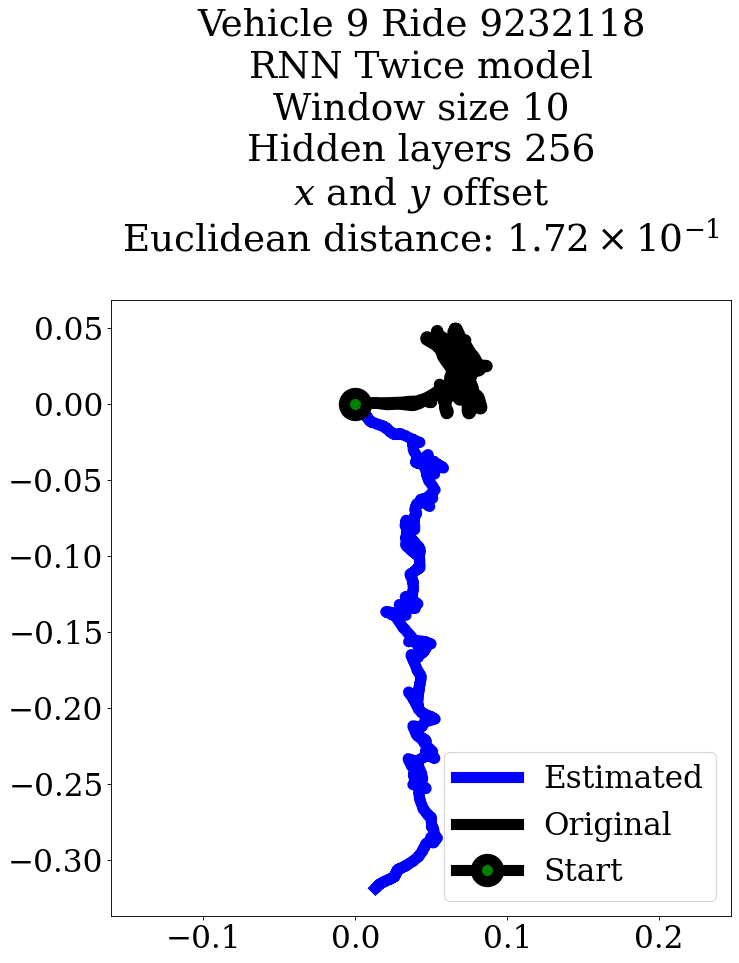 Vehicle 9 Ride 9232118
RNN Twice model
Window size 10
Hidden layers 256
x and y offset
Euclidean distance: 1.72 × 10⁻¹
0.05
0.00
−0.05
−0.10
−0.15
−0.20
−0.25
−0.30
Estimated
Original
Start
−0.1
0.0
0.1
0.2